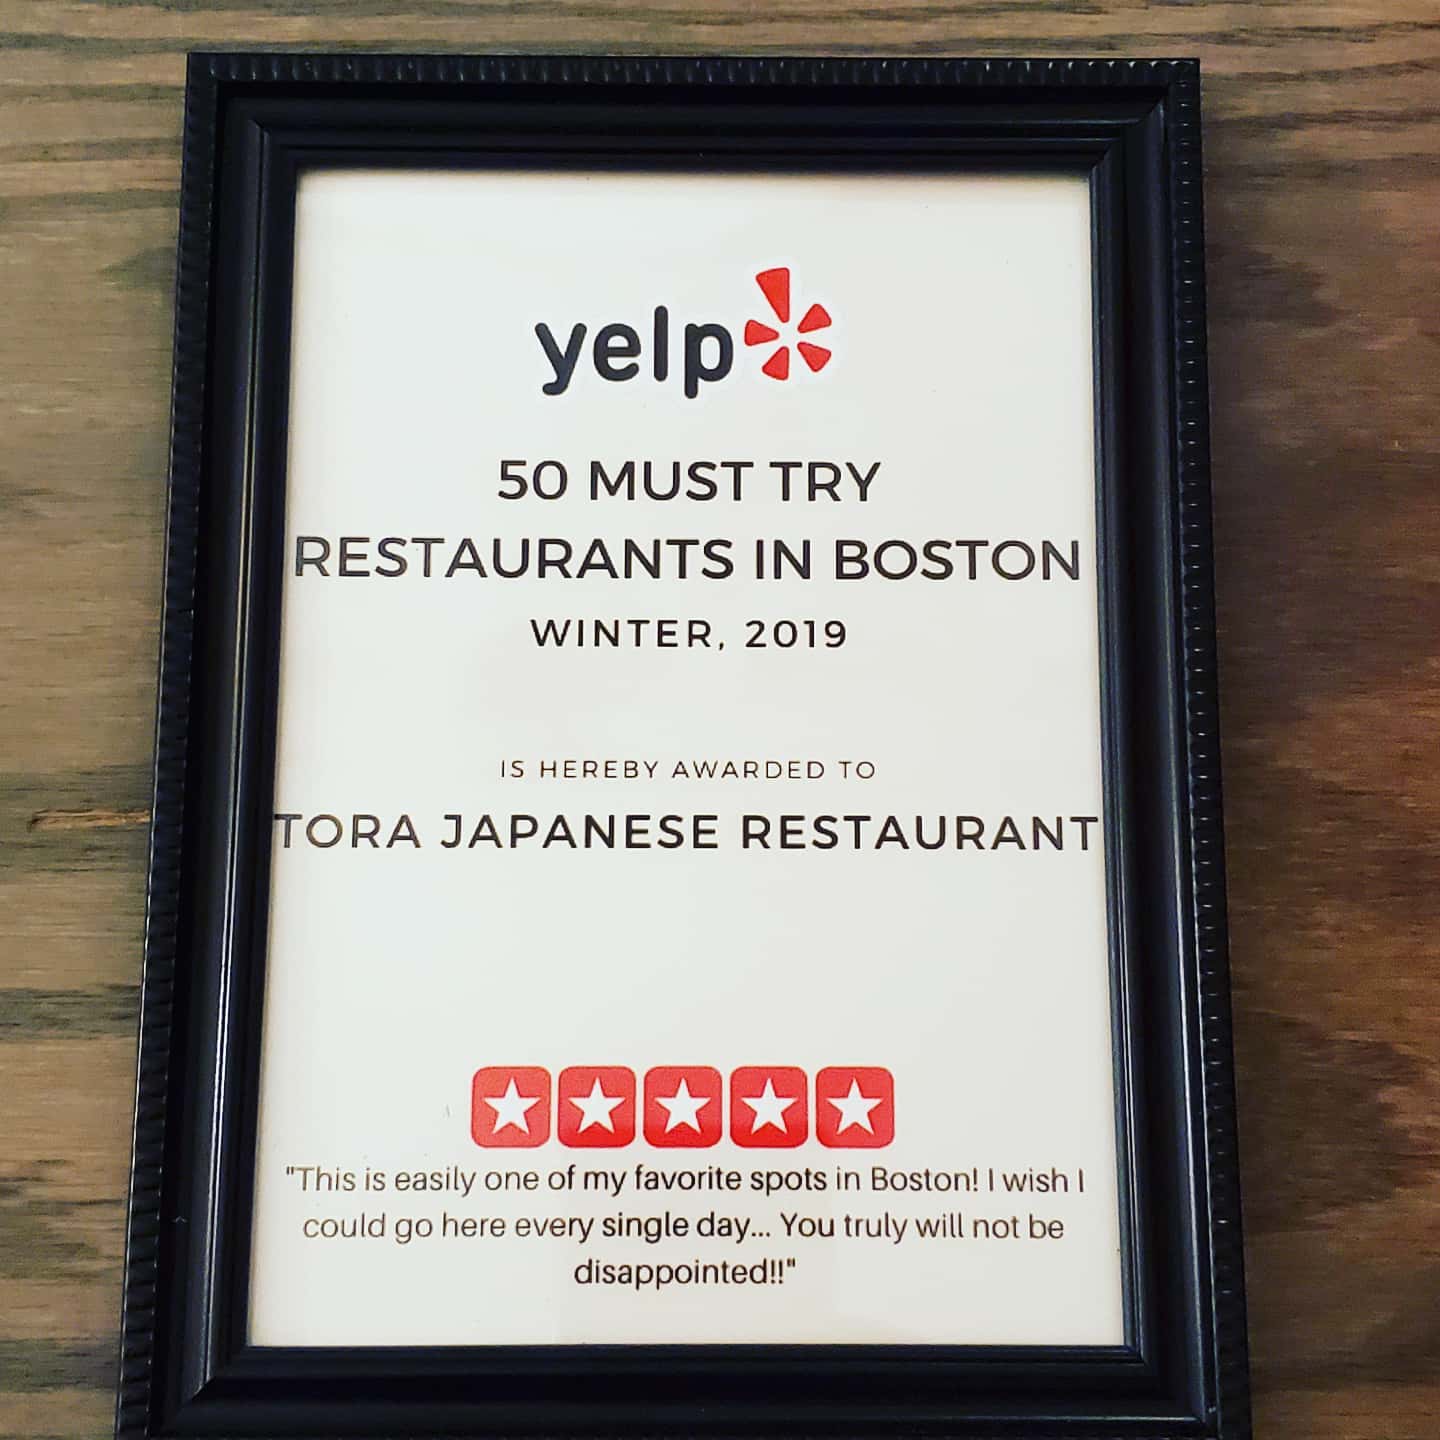 yelp
50 MUST TRY
RESTAURANTS IN BOSTON
WINTER, 2019
IS HEREBY AWARDED TO
TORA JAPANESE RESTAURANT
"This is easily one of my favorite spots in Boston! I wish I
could go here every single day... You truly will not be
disappointed!!"